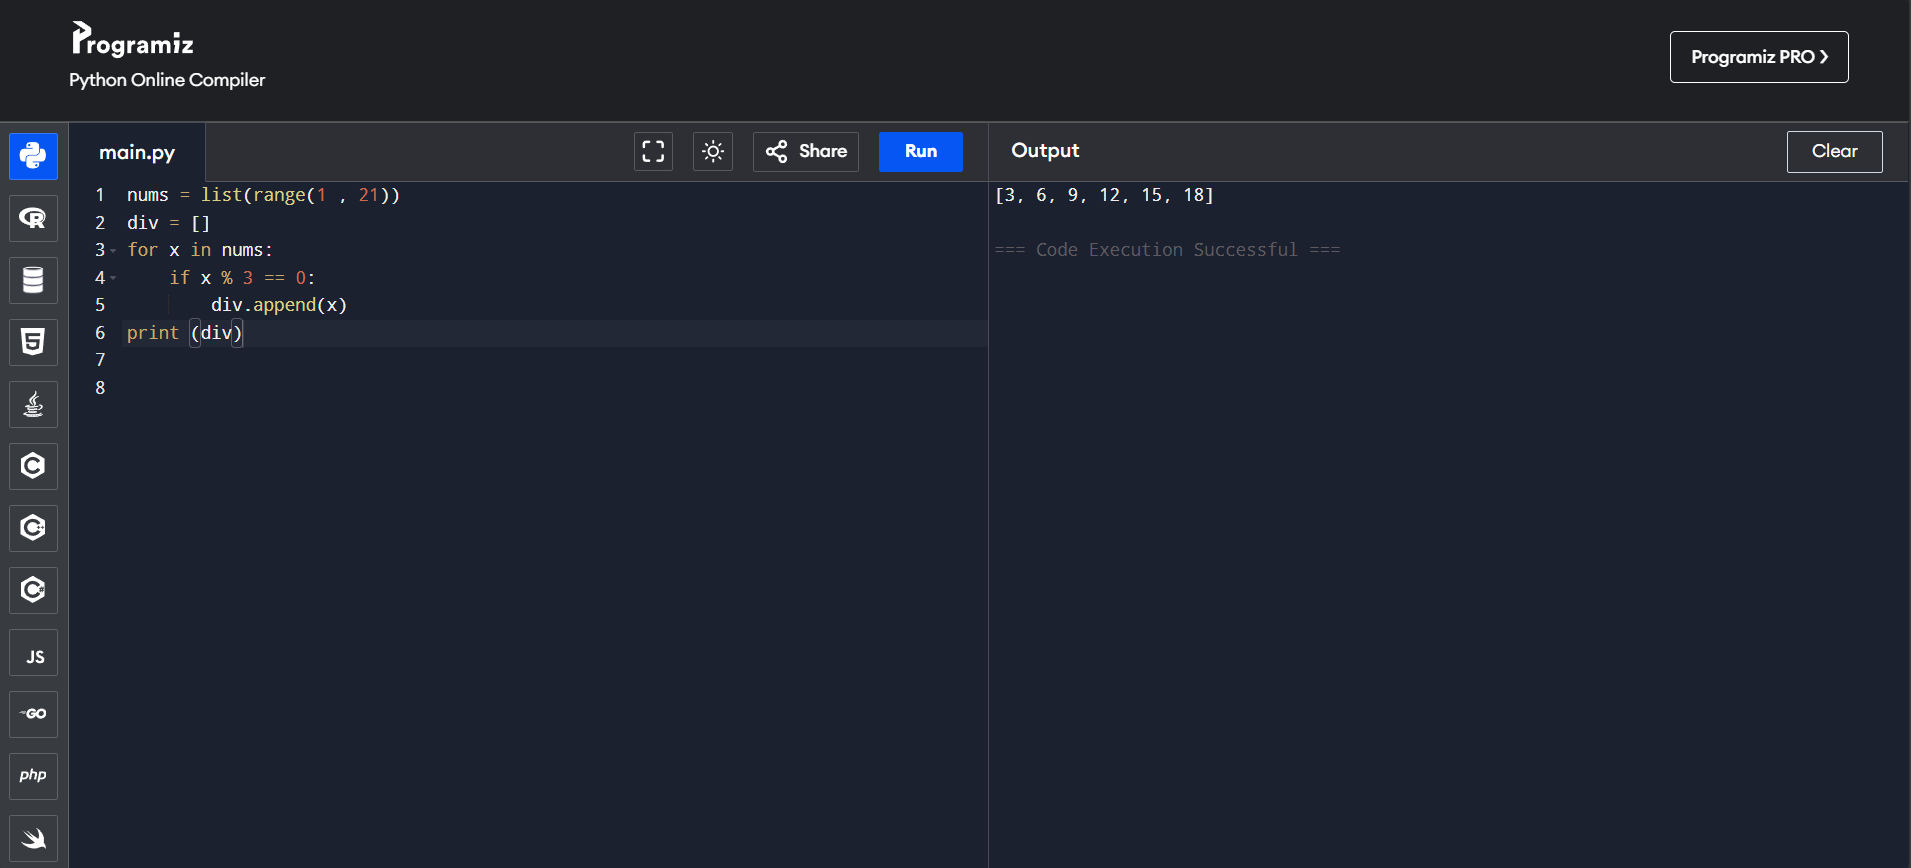 Programiz
Python Online Compiler
Programiz PRO ❯
main.py
Share
Run
Output
Clear
1 nums = list(range(1 , 21))
2 div = []
3 for x in nums:
4     if x % 3 == 0:
5         div.append(x)
6 print (div)
7
8
[3, 6, 9, 12, 15, 18]
=== Code Execution Successful ===
R
5
C
C++
C#
JS
GO
php